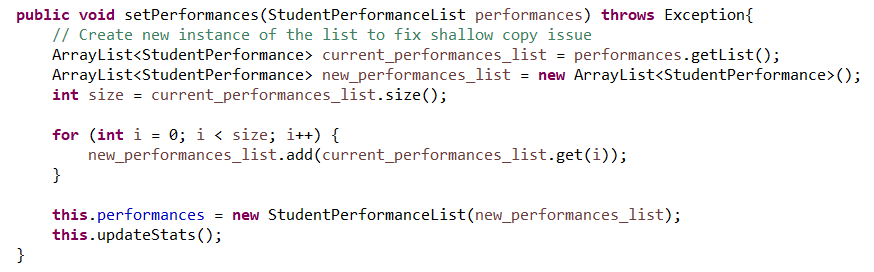 public void setPerformances(StudentPerformanceList performances) throws Exception{
    // Create new instance of the list to fix shallow copy issue
    ArrayList<StudentPerformance> current_performances_list = performances.getList();
    ArrayList<StudentPerformance> new_performances_list = new ArrayList<StudentPerformance>();
    int size = current_performances_list.size();
    for (int i = 0; i < size; i++) {
        new_performances_list.add(current_performances_list.get(i));
    }
    this.performances = new StudentPerformanceList(new_performances_list);
    this.updateStats();
}